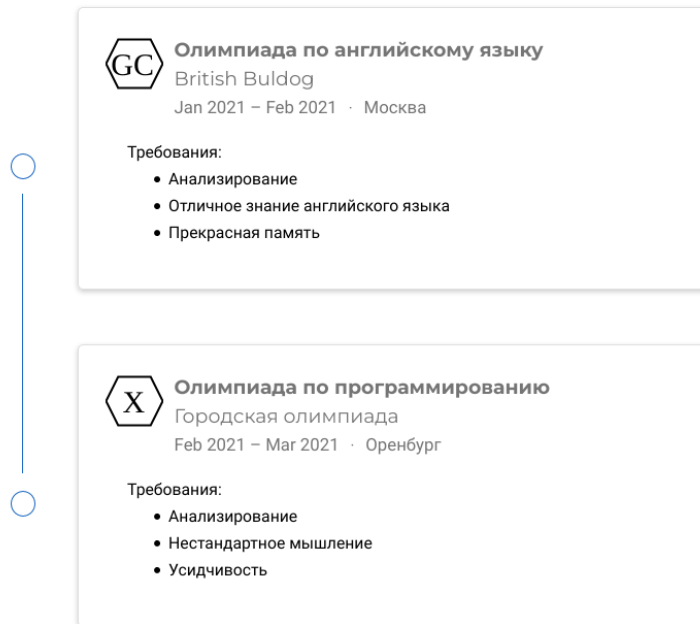 GC
Олимпиада по английскому языку
British Buldog
Jan 2021 – Feb 2021 · Москва
Требования:
• Анализирование
• Отличное знание английского языка
• Прекрасная память
X
Олимпиада по программированию
Городская олимпиада
Feb 2021 – Mar 2021 · Оренбург
Требования:
• Анализирование
• Нестандартное мышление
• Усидчивость